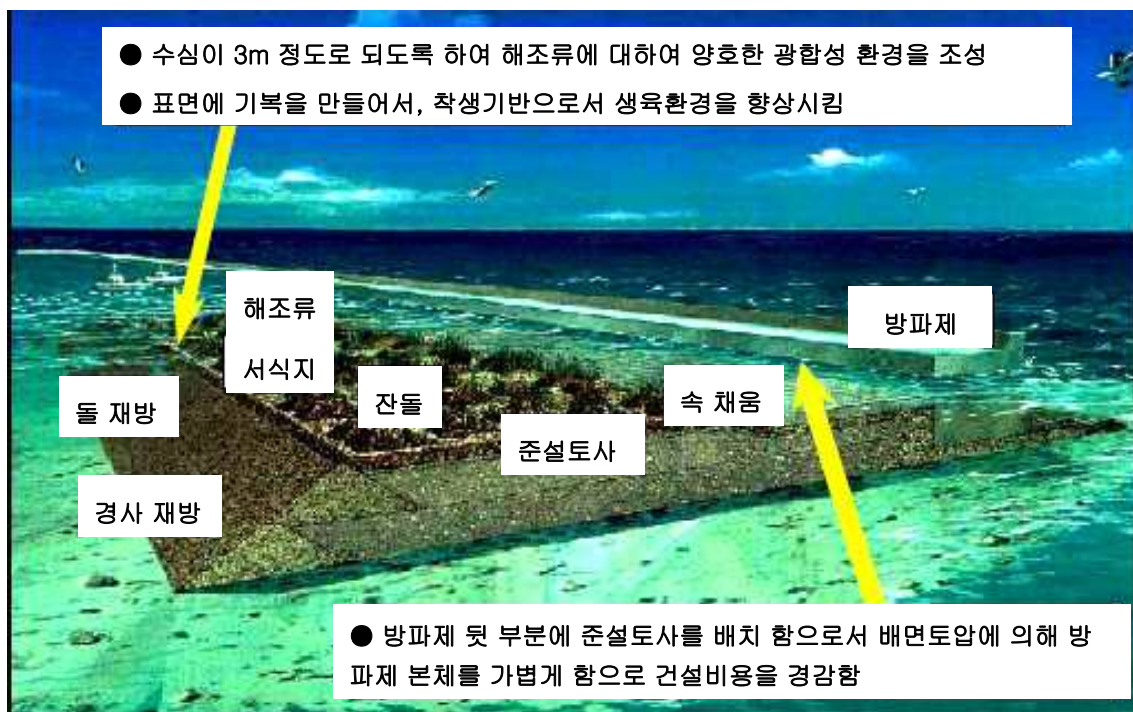 ● 수심이 3m 정도로 되도록 하여 해조류에 대하여 양호한 광합성 환경을 조성
● 표면에 기복을 만들어서, 착생기반으로서 생육환경을 향상시킴
해조류
서식지
방파제
돌 재방
잔돌
속 채움
준설토사
경사 재방
● 방파제 뒷 부분에 준설토사를 배치 함으로서 배면토압에 의해 방
파제 본체를 가볍게 함으로 건설비용을 경감함